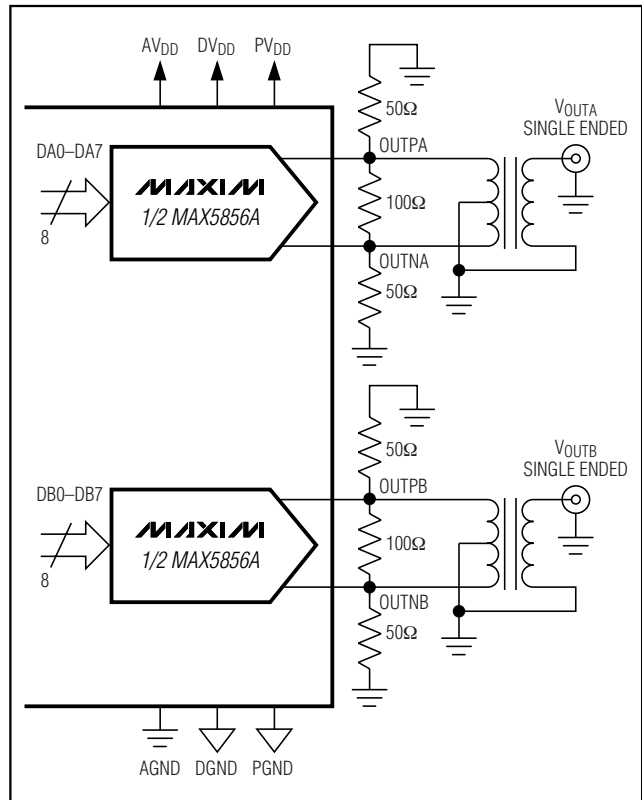 AVDD DVDD PVDD
50Ω
VOUTA
SINGLE ENDED
DA0–DA7
OUTPA
MAXIM
1/2 MAX5856A
100Ω
8
OUTNA
50Ω
50Ω
VOUTB
SINGLE ENDED
DB0–DB7
OUTPB
MAXIM
1/2 MAX5856A
100Ω
8
OUTNB
50Ω
AGND DGND PGND